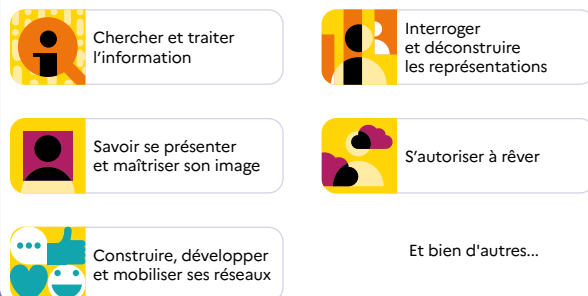 Chercher et traiter
l'information
Interroger
et déconstruire
les représentations
Savoir se présenter
et maîtriser son image
S'autoriser à rêver
Construire, développer
et mobiliser ses réseaux
Et bien d'autres...